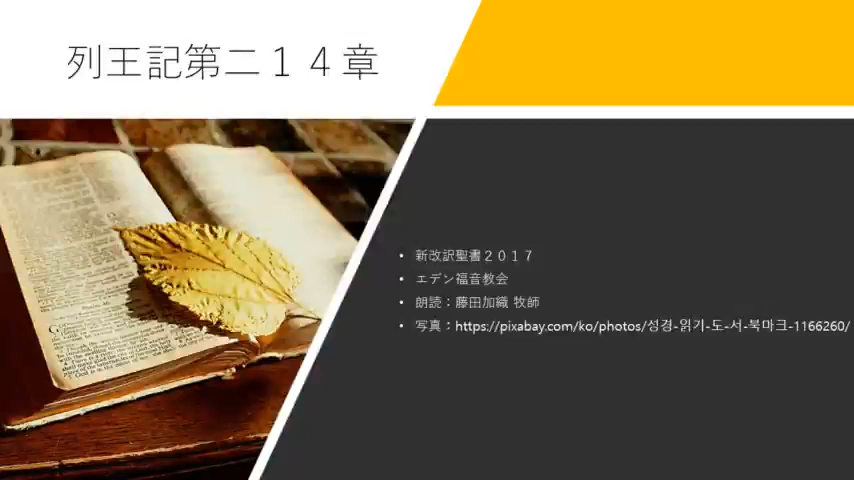 列王記第二１４章
• 新改訳聖書２０１７
• エデン福音教会
• 朗読：藤田加織 牧師
• 写真：https://pixabay.com/ko/photos/성경-읽기-도-서-북마크-1166260/